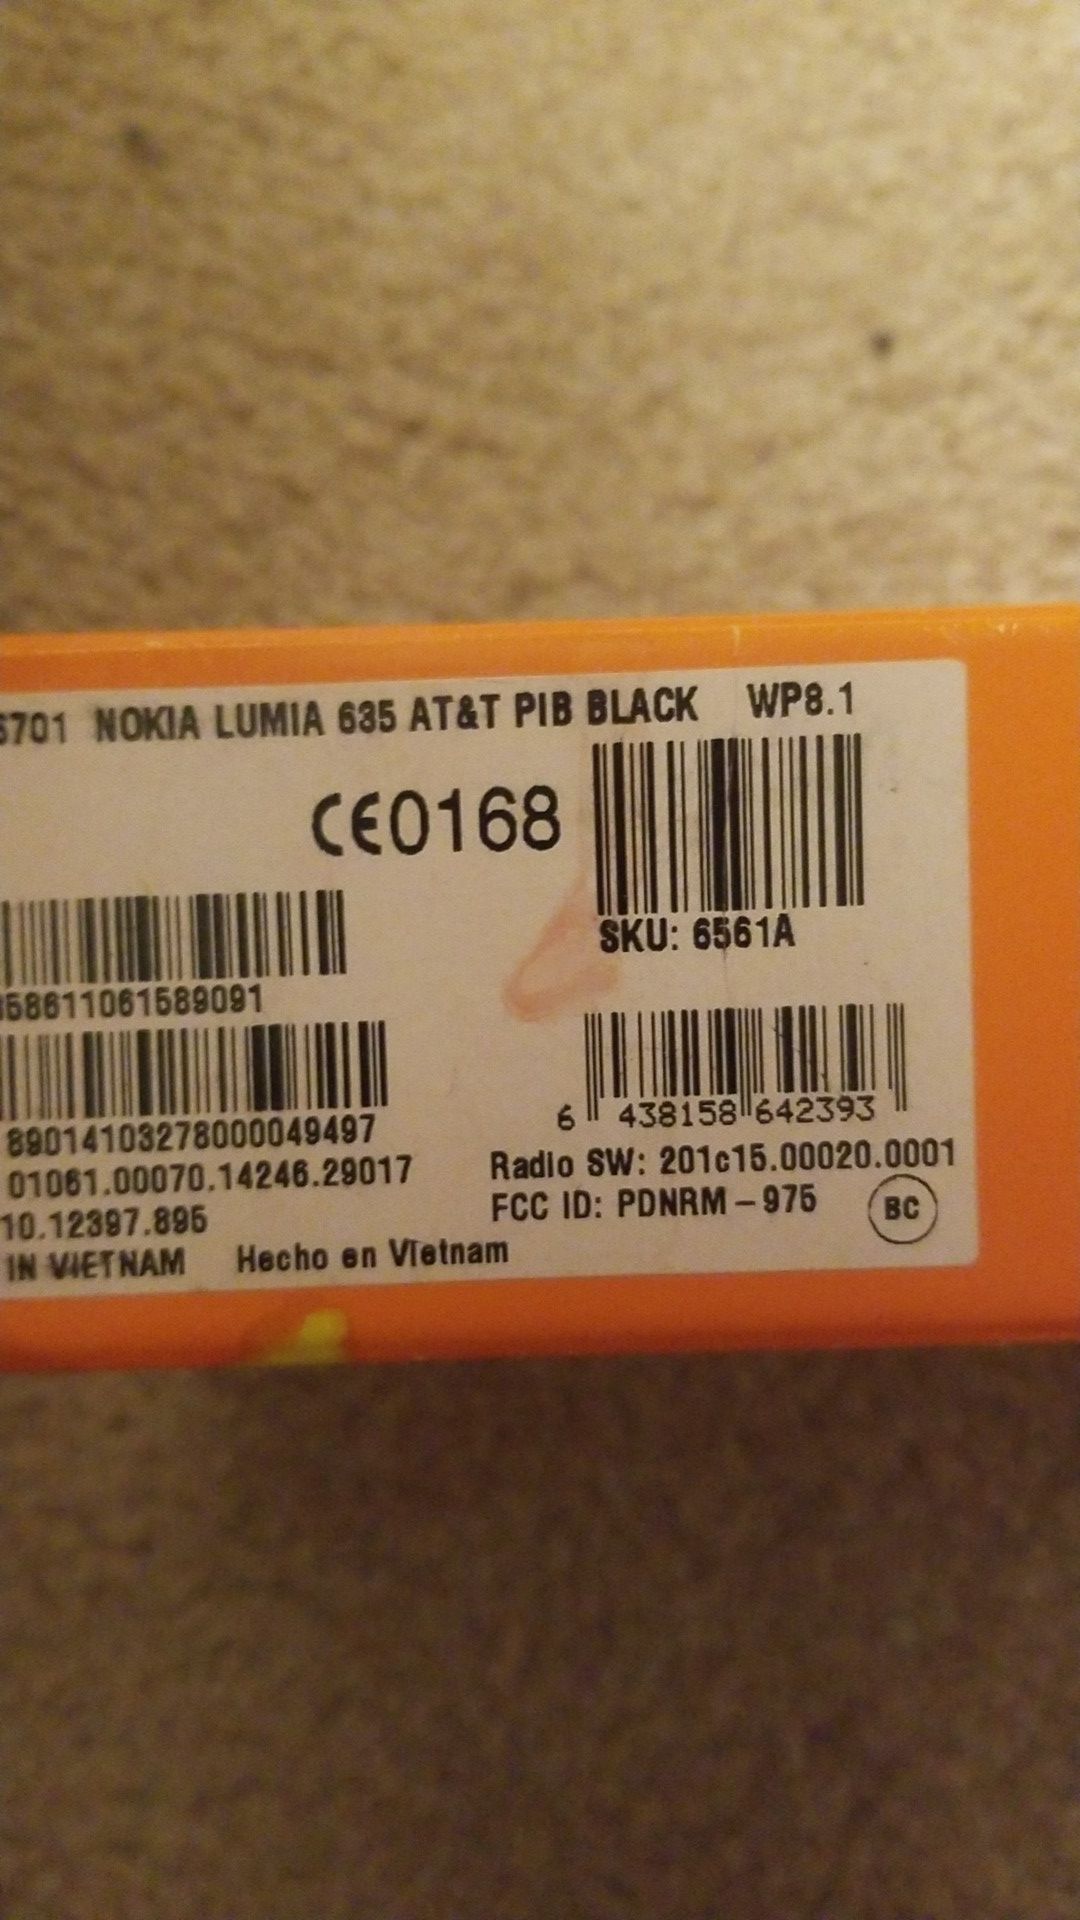 6701 NOKIA LUMIA 635 AT&T PIB BLACK WP8.1
CE0168
SKU: 6561A
358611061589091
6 438158 642393
89014103278000049497
01061.00070.14246.29017
Radio SW: 201c15.00020.0001
10.12397.895
FCC ID: PDNRM-975
BC
IN VIETNAM Hecho en Vietnam